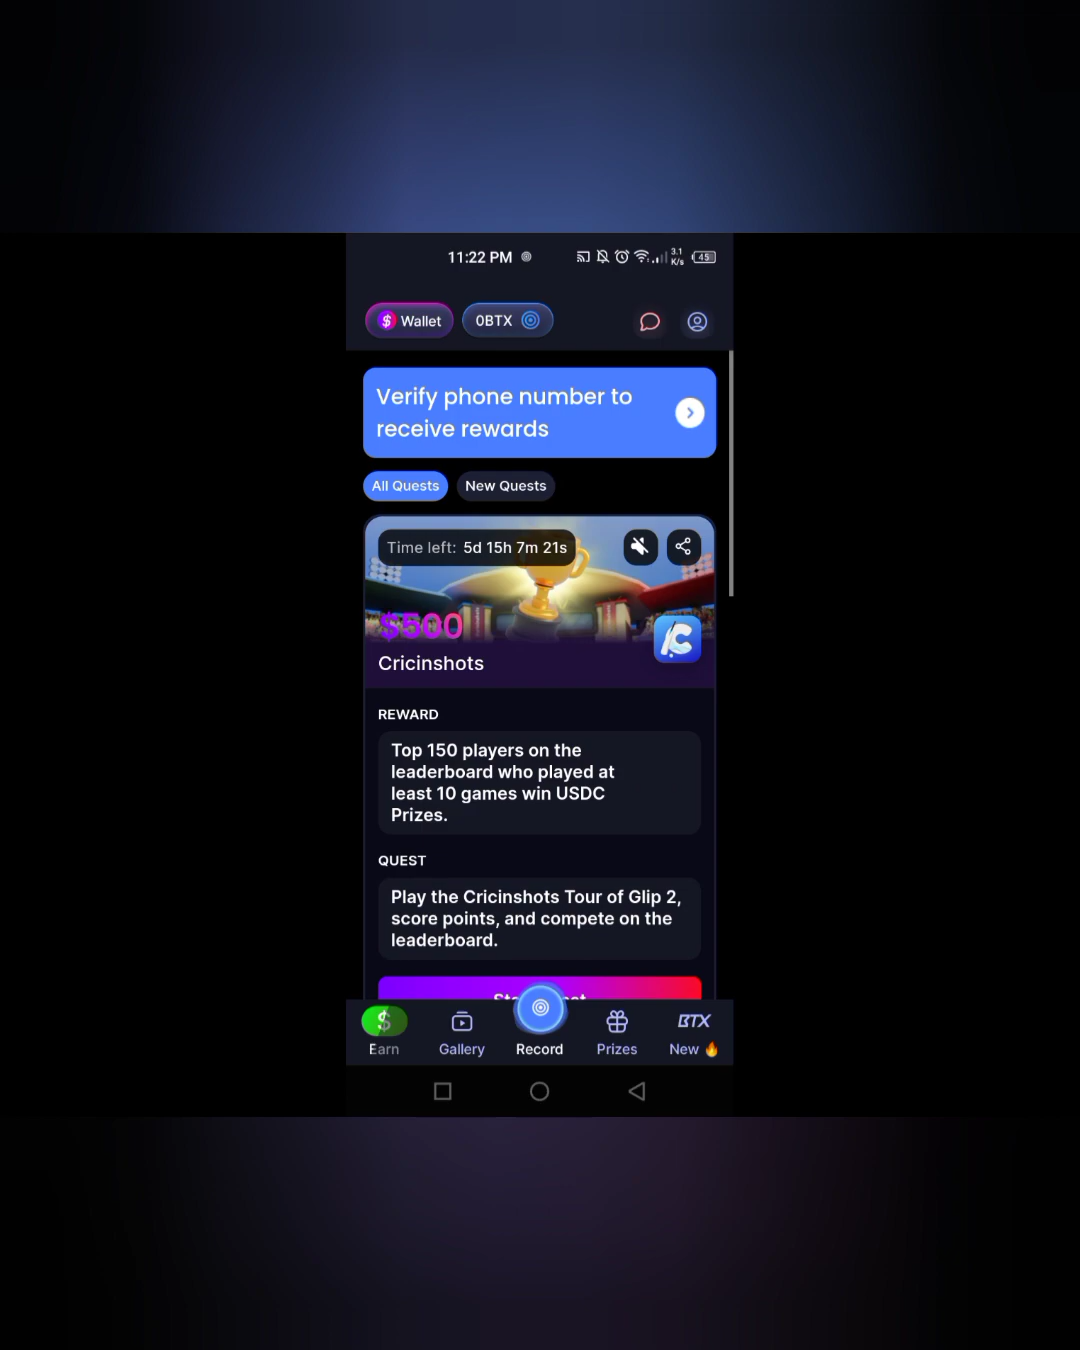 11:22 PM
3.1
K/s
45
Wallet
0BTX
Verify phone number to
receive rewards
All Quests
New Quests
Time left: 5d 15h 7m 21s
$500
Cricinshots
REWARD
Top 150 players on the
leaderboard who played at
least 10 games win USDC
Prizes.
QUEST
Play the Cricinshots Tour of Glip 2,
score points, and compete on the
leaderboard.
Earn
Gallery
Record
Prizes
BTX
New